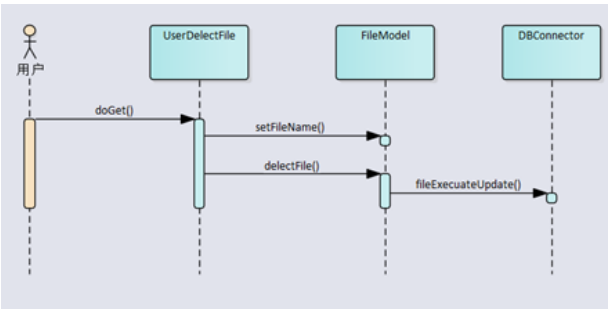 UserDelectFile
FileModel
DBConnector
用户
doGet()
setFileName()
delectFile()
fileExecuateUpdate()